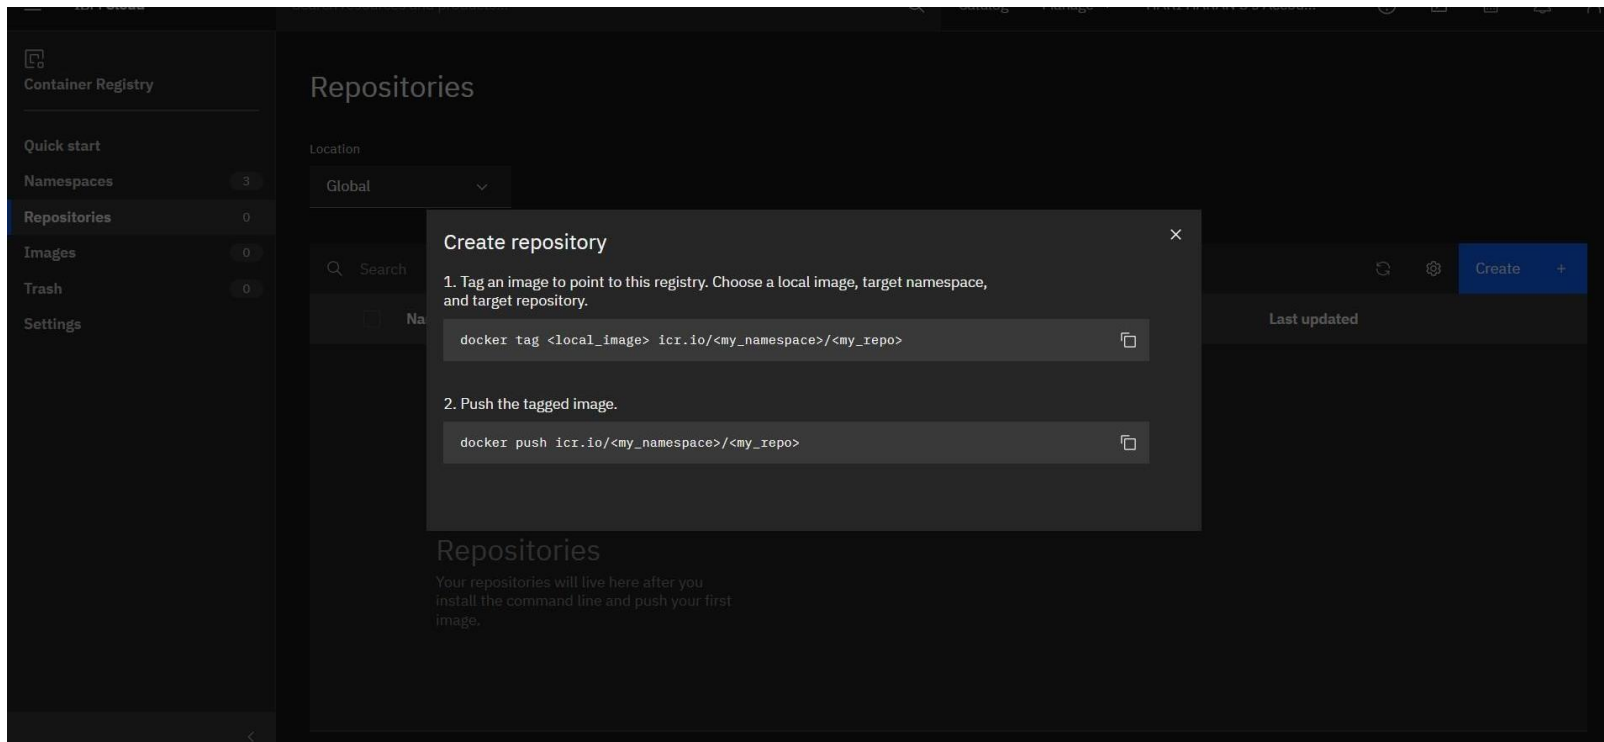 Container Registry
Quick start
Namespaces 3
Repositories 0
Images 0
Trash 0
Settings
Repositories
Location
Global
Search
Create +
Na
Last updated
Create repository
1. Tag an image to point to this registry. Choose a local image, target namespace,
and target repository.
docker tag <local_image> icr.io/<my_namespace>/<my_repo>
2. Push the tagged image.
docker push icr.io/<my_namespace>/<my_repo>
Repositories
Your repositories will live here after you
install the command line and push your first
image.